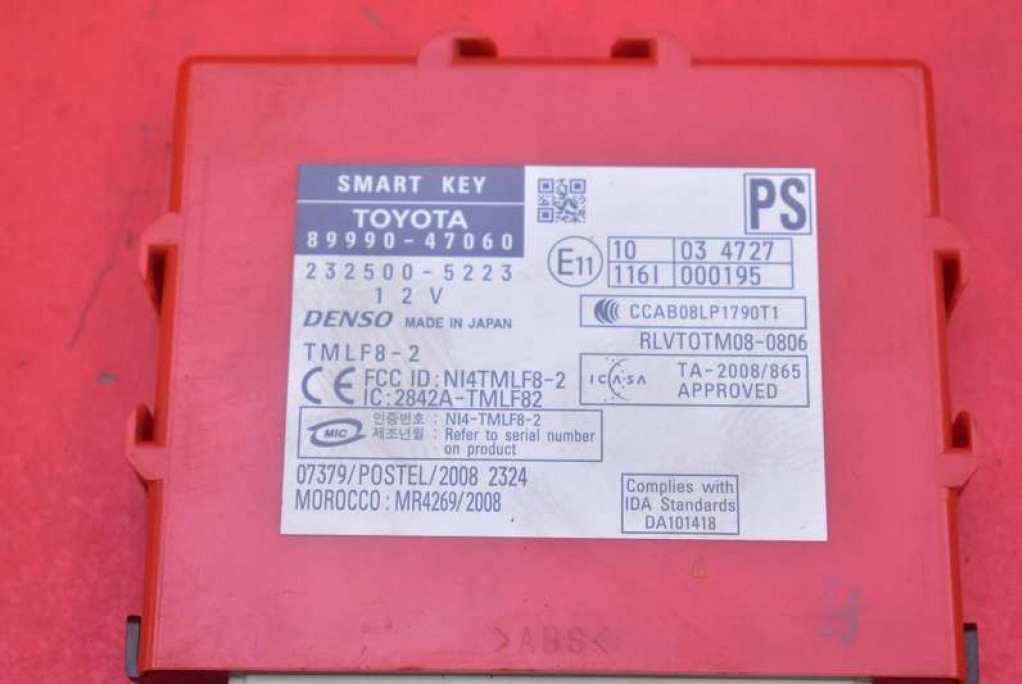 SMART KEY
TOYOTA
89990-47060
PS
232500-5223
12V
DENSO MADE IN JAPAN
E11
10 03 4727
116I 000195
CCAB08LP1790T1
RLVTOTM08-0806
TMLF8-2
CE FCC ID: NI4TMLF8-2
IC: 2842A-TMLF82
ICASA TA-2008/865
APPROVED
MIC
인증번호 : NI4-TMLF8-2
제조년월 : Refer to serial number
on product
07379/POSTEL/2008 2324
MOROCCO : MR4269/2008
Complies with
IDA Standards
DA101418
>ABS<